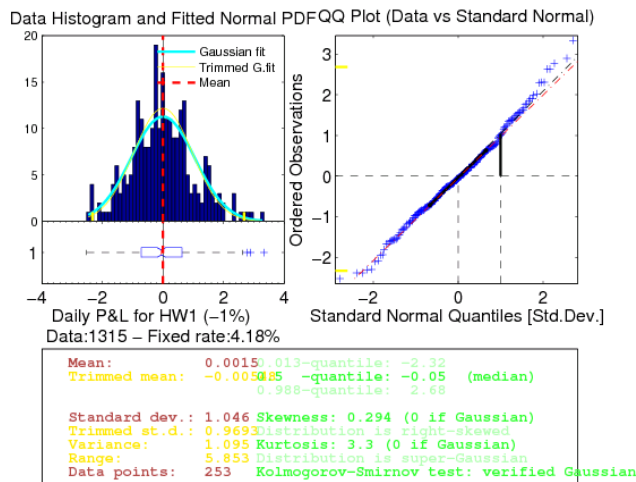 Data Histogram and Fitted Normal PDF
20
15
10
5
0
Gaussian fit
Trimmed G.fit
Mean
1
−4 −2 0 2 4
Daily P&L for HW1 (−1%)
Data:1315 − Fixed rate:4.18%
QQ Plot (Data vs Standard Normal)
Ordered Observations
3
2
1
0
−1
−2
−2 0 2
Standard Normal Quantiles [Std.Dev.]
Mean: 0.0015
0.013-quantile: -2.32
Trimmed mean:
-quantile: -0.05 (median)
0.988-quantile: 2.68
Standard dev.: 1.046
Skewness: 0.294 (0 if Gaussian)
Trimmed st.d.: 0.9693
Distribution is right-skewed
Variance: 1.095
Kurtosis: 3.3 (0 if Gaussian)
Range: 5.853
Distribution is super-Gaussian
Data points: 253
Kolmogorov-Smirnov test: verified Gaussian